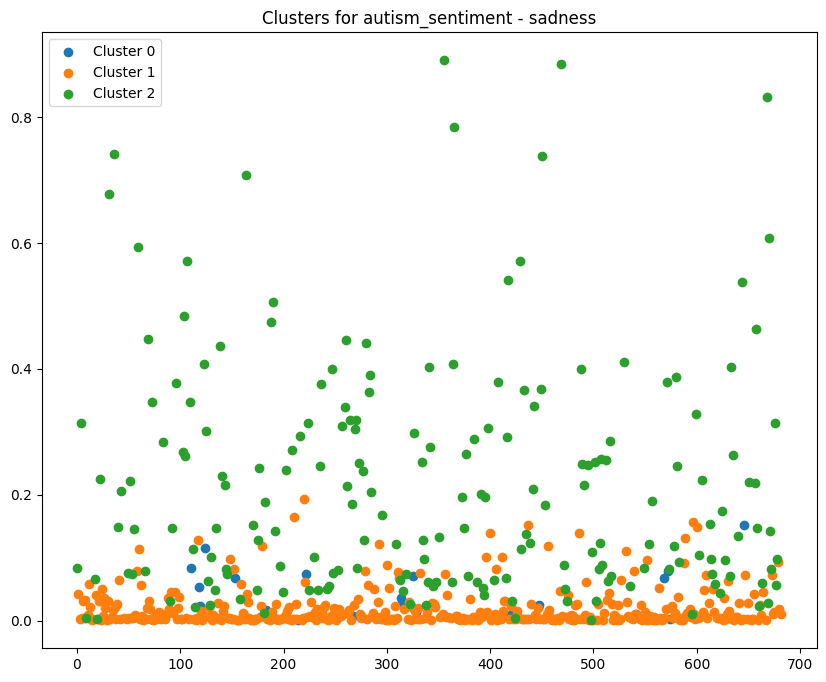 Clusters for autism_sentiment - sadness
Cluster 0
Cluster 1
Cluster 2
0.8
0.6
0.4
0.2
0.0
0 100 200 300 400 500 600 700